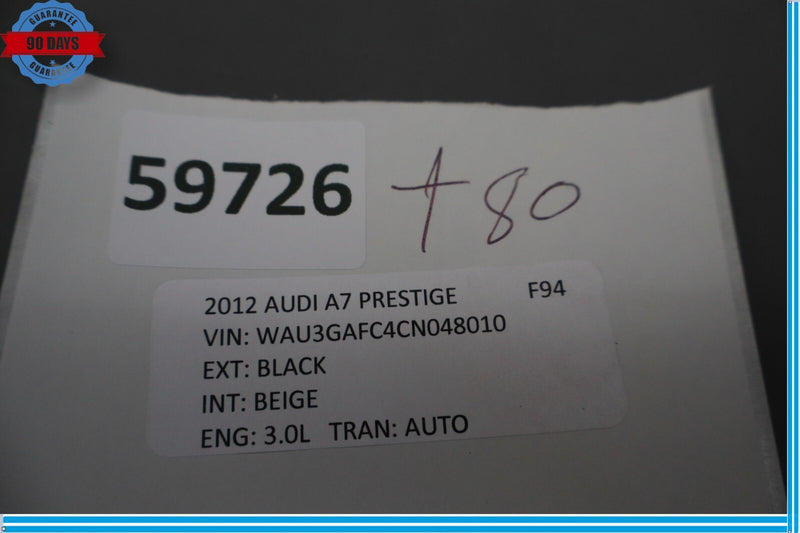 GUARANTEE
90 DAYS
GUARANTEE
59726
+80
2012 AUDI A7 PRESTIGE F94
VIN: WAU3GAFC4CN048010
EXT: BLACK
INT: BEIGE
ENG: 3.0L TRAN: AUTO